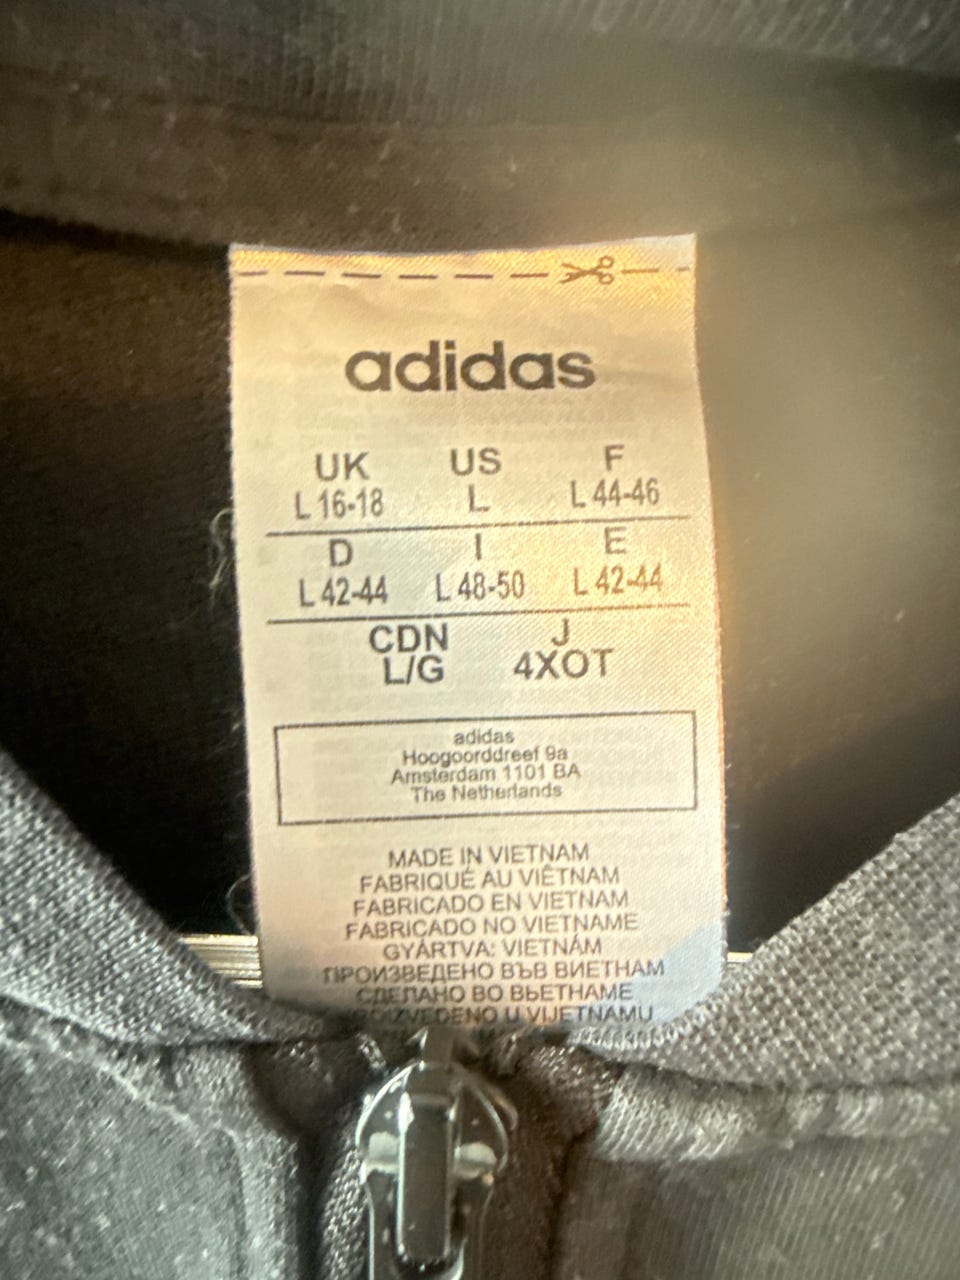 adidas
UK US F
L 16-18 L L 44-46
D I E
L 42-44 L 48-50 L 42-44
CDN J
L/G 4XOT
adidas
Hoogoorddreef 9a
Amsterdam 1101 BA
The Netherlands
MADE IN VIETNAM
FABRIQUÉ AU VIÊTNAM
FABRICADO EN VIETNAM
FABRICADO NO VIETNAME
GYÁRTVA: VIETNÁM
ПРОИЗВЕДЕНО ВЪВ ВИЕТНАМ
СДЕЛАНО ВО ВЬЕТНАМЕ
U VIJETNAMU